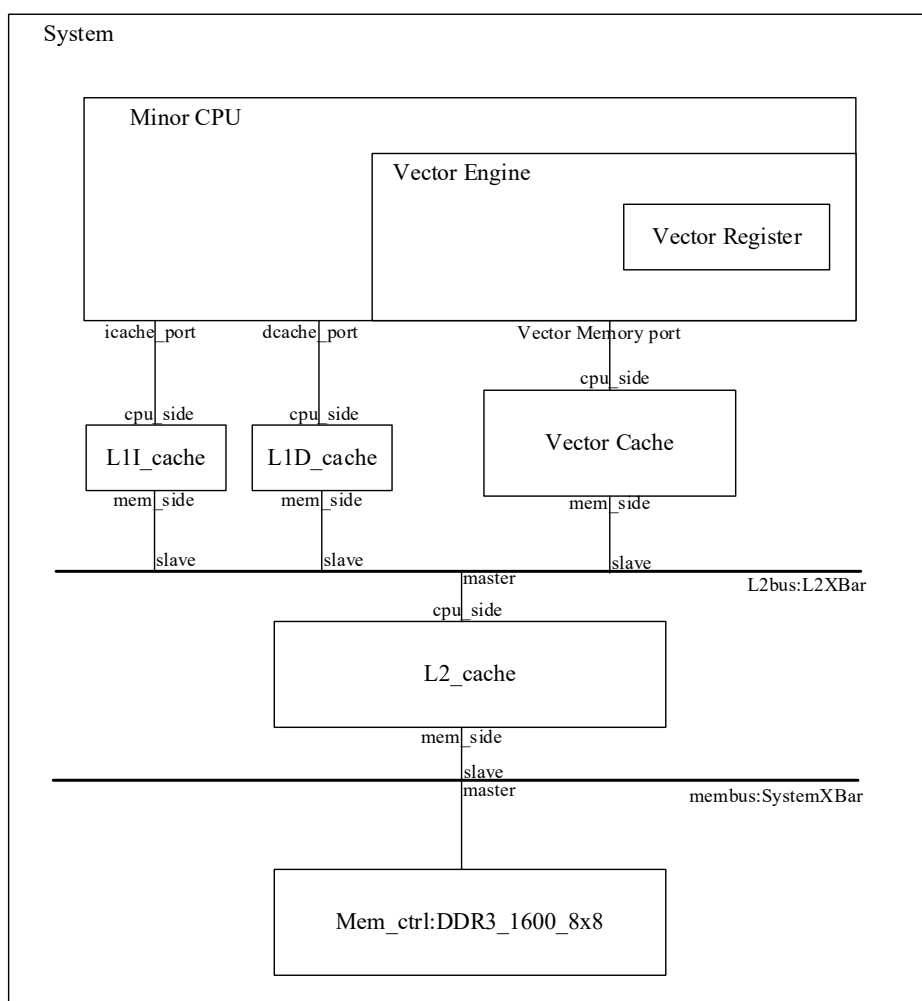 System
Minor CPU
Vector Engine
Vector Register
icache_port
dcache_port
Vector Memory port
cpu_side
cpu_side
cpu_side
L1I_cache
L1D_cache
Vector Cache
mem_side
mem_side
mem_side
slave
slave
slave
master
L2bus:L2XBar
cpu_side
L2_cache
mem_side
slave
master
membus:SystemXBar
Mem_ctrl:DDR3_1600_8x8